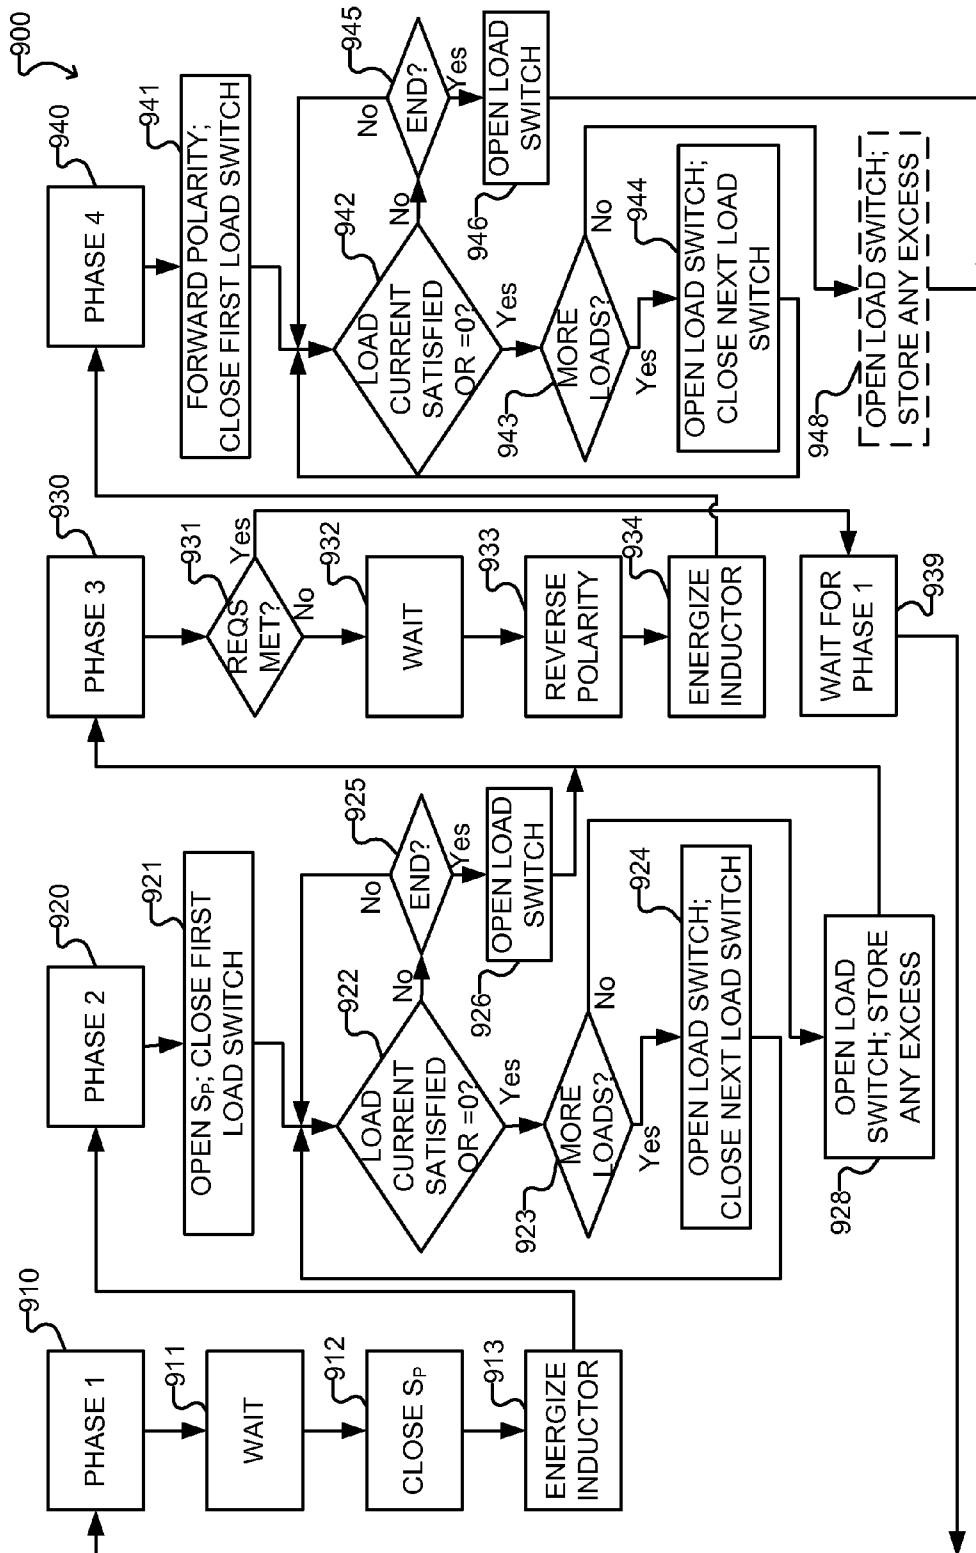 900
910
PHASE 1
911
WAIT
912
CLOSE SP
913
ENERGIZE
INDUCTOR
920
PHASE 2
921
OPEN SP; CLOSE FIRST
LOAD SWITCH
922
LOAD
CURRENT
SATISFIED
OR =0?
No
Yes
925
END?
No
Yes
926
OPEN LOAD
SWITCH
923
MORE
LOADS?
No
Yes
924
OPEN LOAD SWITCH;
CLOSE NEXT LOAD SWITCH
928
OPEN LOAD
SWITCH; STORE
ANY EXCESS
930
PHASE 3
931
REQS
MET?
Yes
No
932
WAIT
933
REVERSE
POLARITY
934
ENERGIZE
INDUCTOR
939
WAIT FOR
PHASE 1
940
PHASE 4
941
FORWARD POLARITY;
CLOSE FIRST LOAD SWITCH
942
LOAD
CURRENT
SATISFIED
OR =0?
No
Yes
945
END?
No
Yes
946
OPEN LOAD
SWITCH
943
MORE
LOADS?
No
Yes
944
OPEN LOAD SWITCH;
CLOSE NEXT LOAD
SWITCH
948
OPEN LOAD SWITCH;
STORE ANY EXCESS